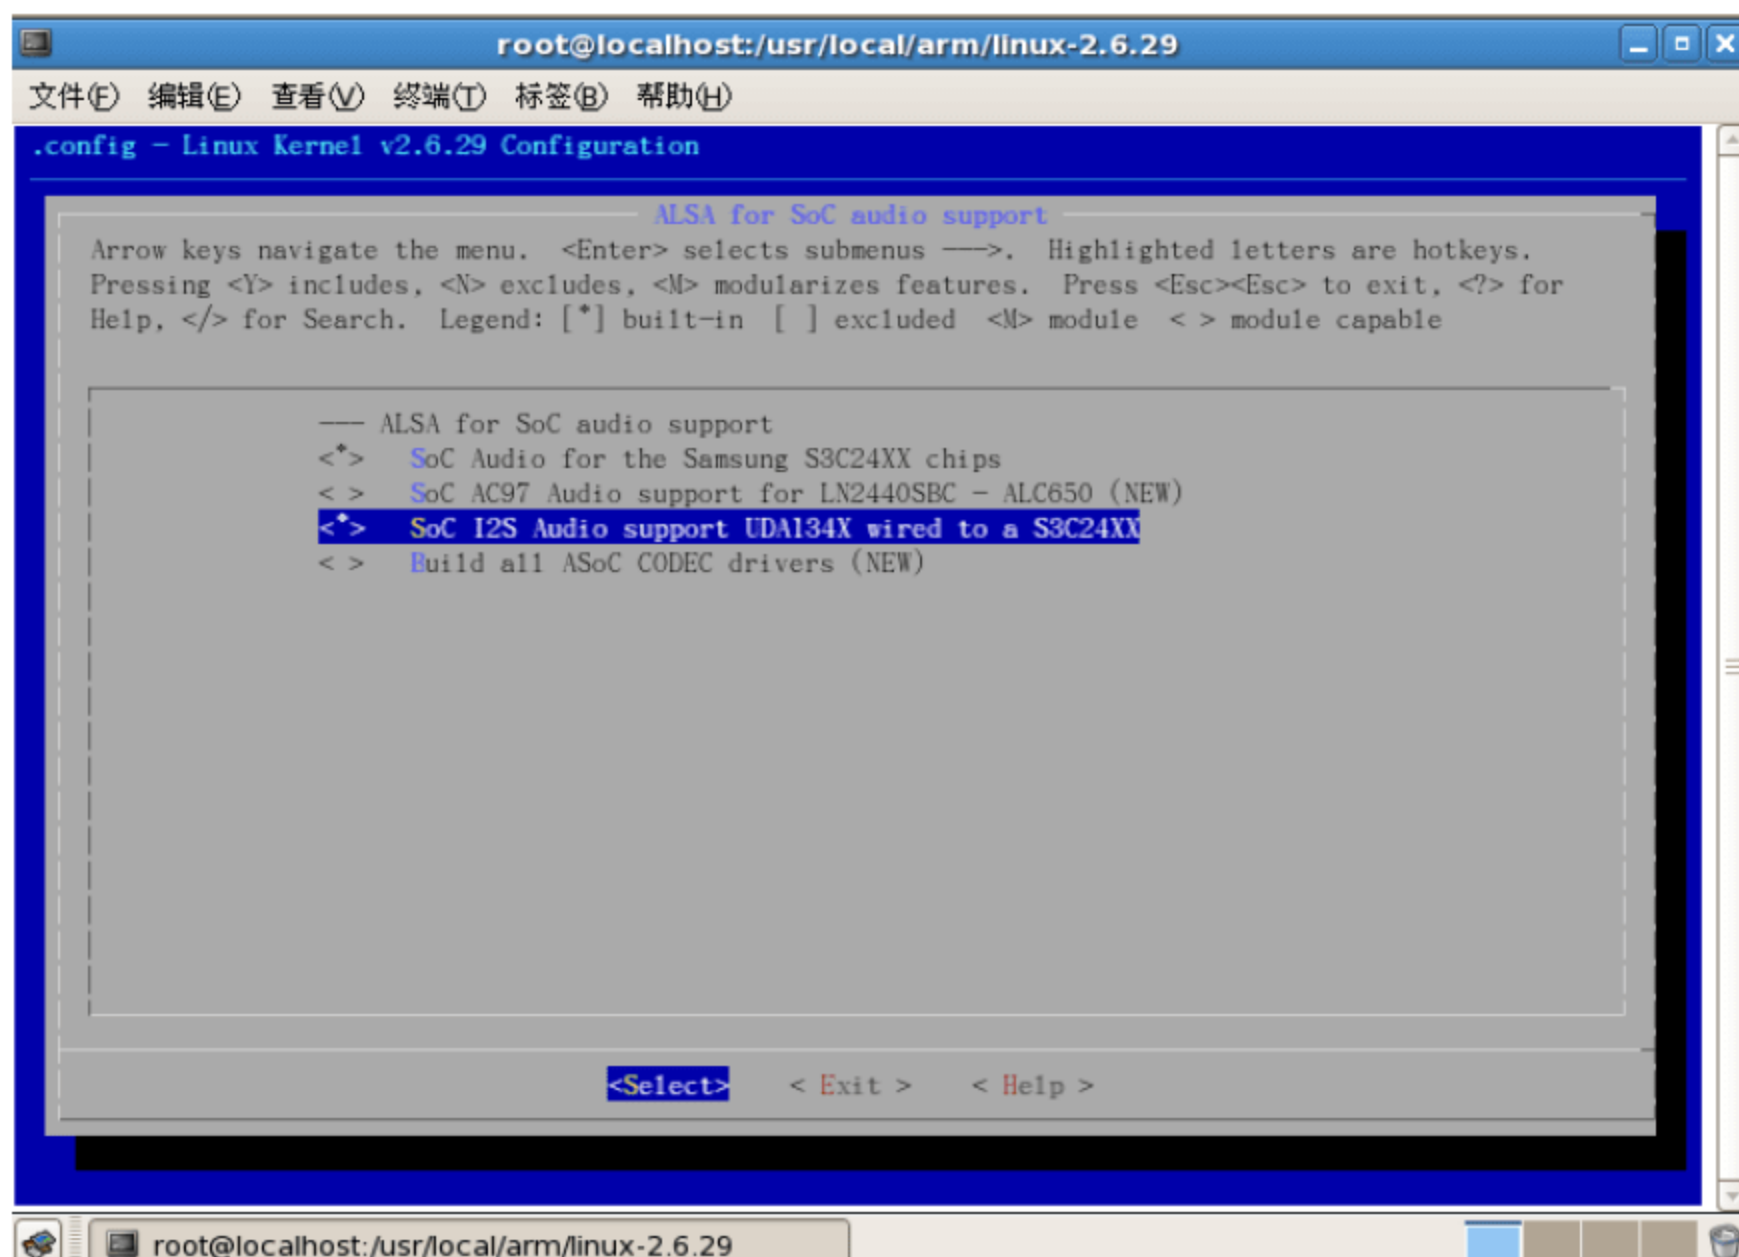 root@localhost:/usr/local/arm/linux-2.6.29
文件(F) 编辑(E) 查看(V) 终端(T) 标签(B) 帮助(H)
.config - Linux Kernel v2.6.29 Configuration
ALSA for SoC audio support
Arrow keys navigate the menu. <Enter> selects submenus --->. Highlighted letters are hotkeys.
Pressing <Y> includes, <N> excludes, <M> modularizes features. Press <Esc><Esc> to exit, <?> for
Help, </> for Search. Legend: [*] built-in [ ] excluded <M> module < > module capable
--- ALSA for SoC audio support
<*> SoC Audio for the Samsung S3C24XX chips
< > SoC AC97 Audio support for LN2440SBC - ALC650 (NEW)
<*> SoC I2S Audio support UDA134X wired to a S3C24XX
< > Build all ASoC CODEC drivers (NEW)
<Select> < Exit > < Help >
root@localhost:/usr/local/arm/linux-2.6.29